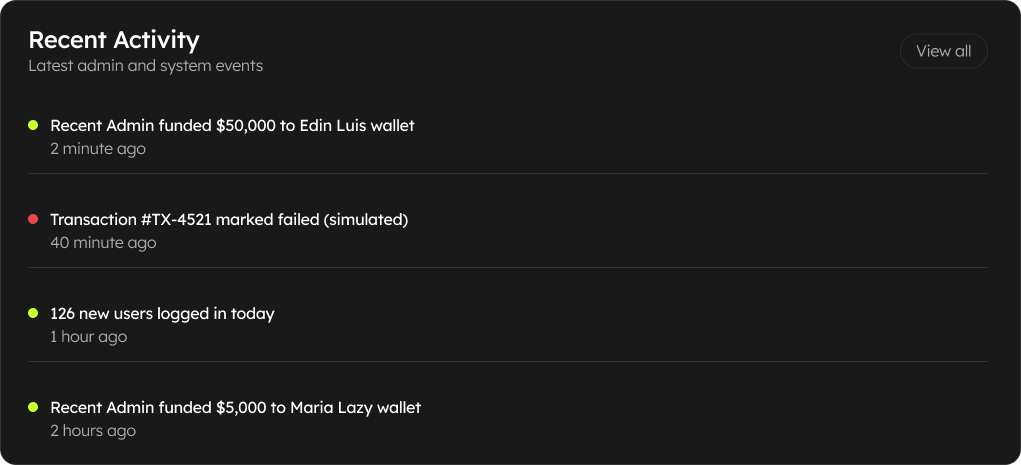 Recent Activity
Latest admin and system events
View all
Recent Admin funded $50,000 to Edin Luis wallet
2 minute ago
Transaction #TX-4521 marked failed (simulated)
40 minute ago
126 new users logged in today
1 hour ago
Recent Admin funded $5,000 to Maria Lazy wallet
2 hours ago